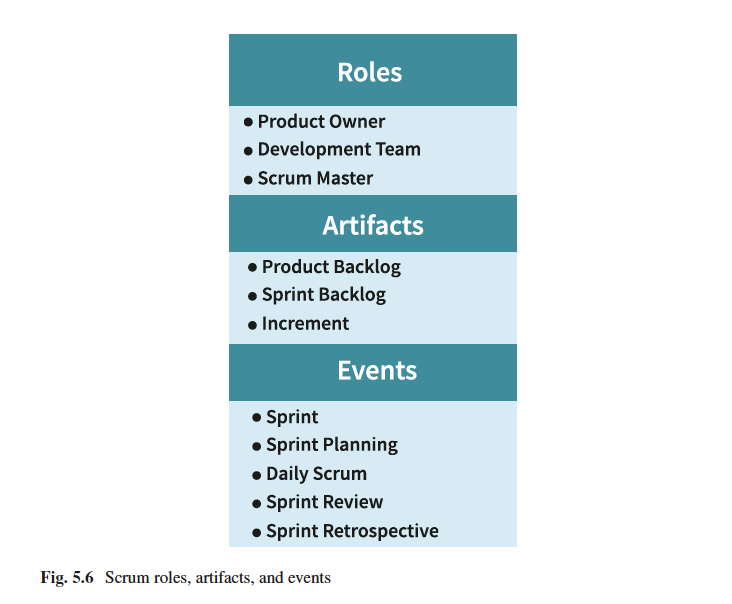 Roles
● Product Owner
● Development Team
● Scrum Master
Artifacts
● Product Backlog
● Sprint Backlog
● Increment
Events
● Sprint
● Sprint Planning
● Daily Scrum
● Sprint Review
● Sprint Retrospective
Fig. 5.6 Scrum roles, artifacts, and events